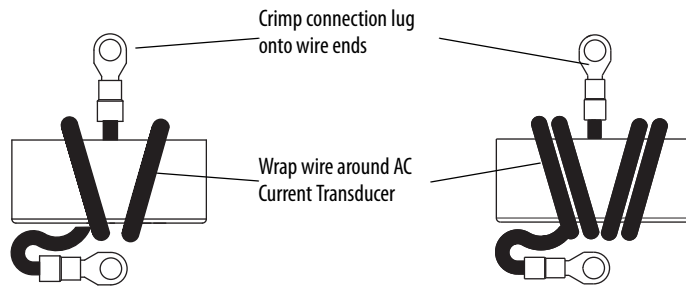 Crimp connection lug
onto wire ends
Wrap wire around AC
Current Transducer